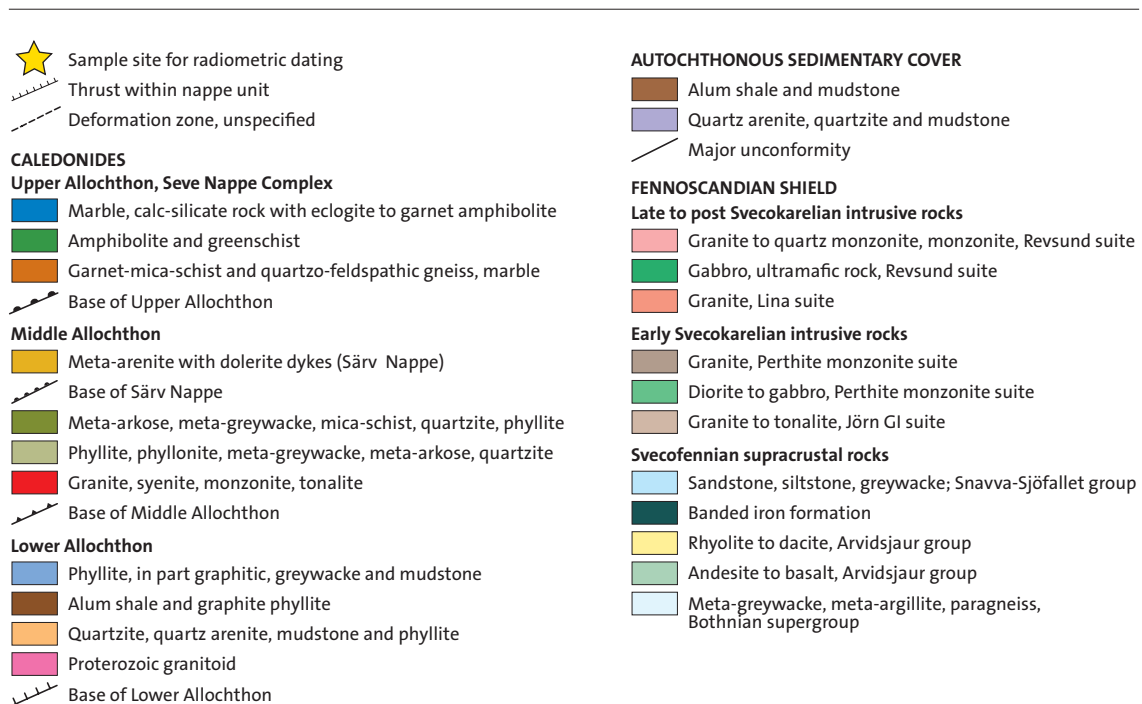 Sample site for radiometric dating
Thrust within nappe unit
Deformation zone, unspecified
CALEDONIDES
Upper Allochthon, Seve Nappe Complex
Marble, calc-silicate rock with eclogite to garnet amphibolite
Amphibolite and greenschist
Garnet-mica-schist and quartzo-feldspathic gneiss, marble
Base of Upper Allochthon
Middle Allochthon
Meta-arenite with dolerite dykes (Särv Nappe)
Base of Särv Nappe
Meta-arkose, meta-greywacke, mica-schist, quartzite, phyllite
Phyllite, phyllonite, meta-greywacke, meta-arkose, quartzite
Granite, syenite, monzonite, tonalite
Base of Middle Allochthon
Lower Allochthon
Phyllite, in part graphitic, greywacke and mudstone
Alum shale and graphite phyllite
Quartzite, quartz arenite, mudstone and phyllite
Proterozoic granitoid
Base of Lower Allochthon
AUTOCHTHONOUS SEDIMENTARY COVER
Alum shale and mudstone
Quartz arenite, quartzite and mudstone
Major unconformity
FENNOSCANDIAN SHIELD
Late to post Svecokarelian intrusive rocks
Granite to quartz monzonite, monzonite, Revsund suite
Gabbro, ultramafic rock, Revsund suite
Granite, Lina suite
Early Svecokarelian intrusive rocks
Granite, Perthite monzonite suite
Diorite to gabbro, Perthite monzonite suite
Granite to tonalite, Jörn GI suite
Svecofennian supracrustal rocks
Sandstone, siltstone, greywacke; Snavva-Sjöfallet group
Banded iron formation
Rhyolite to dacite, Arvidsjaur group
Andesite to basalt, Arvidsjaur group
Meta-greywacke, meta-argillite, paragneiss,
Bothnian supergroup